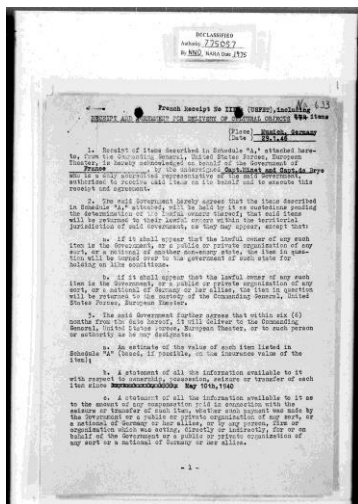 DECLASSIFIED
Authority 775057
By NND NARA Date 1975
No 633
French Receipt No III (USFET), including items
RECEIPT AND AGREEMENT FOR DELIVERY OF CULTURAL OBJECTS
(Place) Munich, Germany
(Date) 29.1.46
1. Receipt of items described in Schedule "A," attached here-
to, from the Commanding General, United States Forces, European
Theater, is hereby acknowledged on behalf of the Government of
France, by the undersigned Capt. and Capt.
who is a duly accredited representative of the said Government,
authorized to receive said items on its behalf and to execute this
receipt and agreement.
2. The said Government hereby agrees that the items described
in Schedule "A," attached, will be held by it as custodians pending
the determination of the lawful owners thereof; that said items
will be returned to their lawful owners within the territorial
jurisdiction of said government, as they may appear, except that:
a. if it shall appear that the lawful owner of any such
item is the Government, or a public or private organization of any
sort, or a national of another non-enemy state, the item in ques-
tion will be turned over to the government of such state for
holding on like conditions.
b. if it shall appear that the lawful owner of any such
item is the Government, or a public or private organization of any
sort, or a national of Germany or her allies, the item in question
will be returned to the custody of the Commanding General, United
States Forces, European Theater.
3. The said Government further agrees that within six (6)
months from the date hereof, it will deliver to the Commanding
General, United States Forces, European Theater, or to such person
or authority as he may designate:
a. An estimate of the value of each item listed in
Schedule "A" (based, if possible, on the insurance value of the
item);
b. A statement of all the information available to it
with respect to ownership, possession, seizure or transfer of each
item since May 10th, 1940
c. A statement of all the information available to it as
to the amount of any compensation paid in connection with the
seizure or transfer of such item, whether such payment was made by
the Government or a public or private organization of any sort, or
a national of Germany or her allies, or by any person, firm or
organization which was acting, directly or indirectly, for or on
behalf of the Government or a public or private organization of
any sort or a national of Germany or her allies.
- 1 -